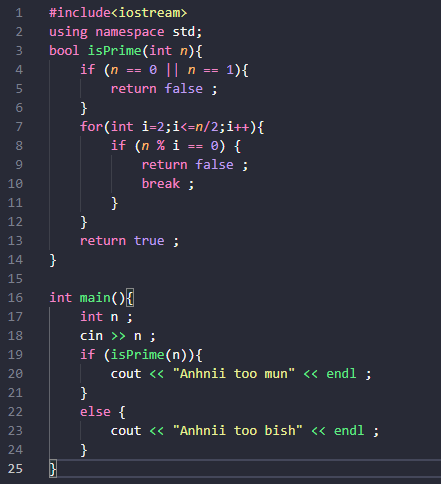 1 #include<iostream>
2 using namespace std;
3 bool isPrime(int n){
4     if (n == 0 || n == 1){
5         return false ;
6     }
7     for(int i=2;i<=n/2;i++){
8         if (n % i == 0) {
9             return false ;
10             break ;
11         }
12     }
13     return true ;
14 }
15
16 int main(){
17     int n ;
18     cin >> n ;
19     if (isPrime(n)){
20         cout << "Anhnii too mun" << endl ;
21     }
22     else {
23         cout << "Anhnii too bish" << endl ;
24     }
25 }